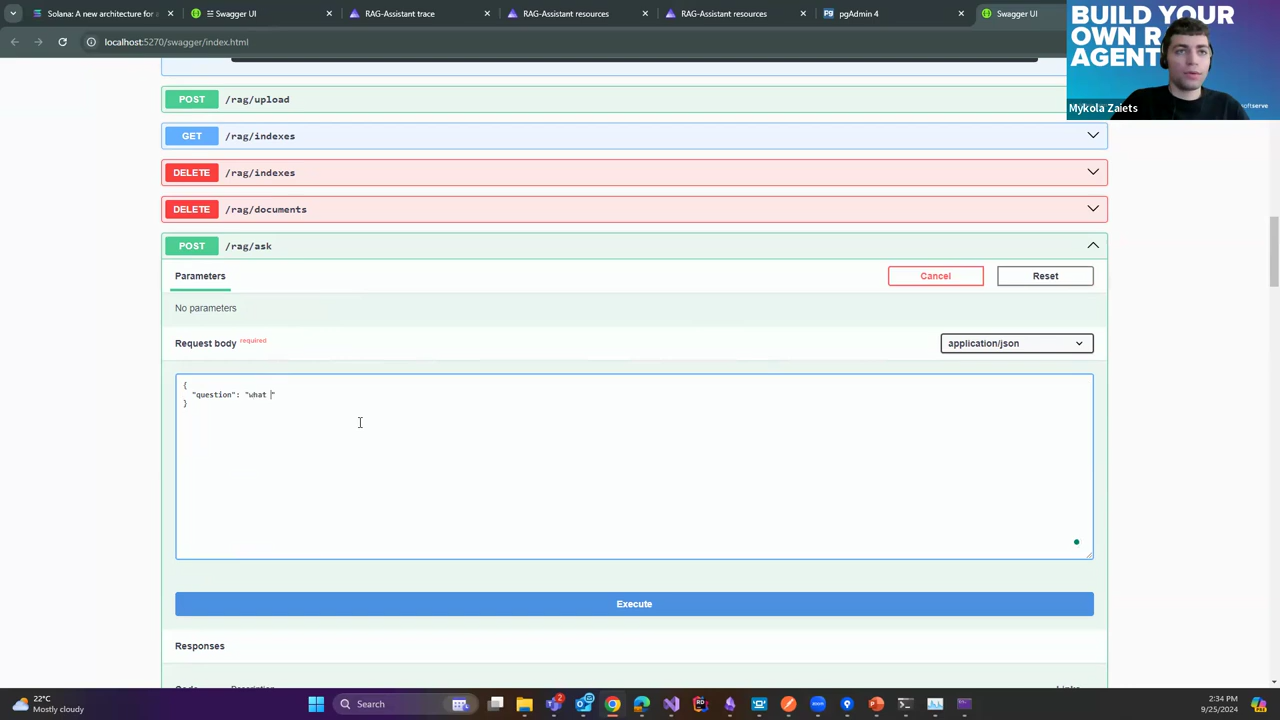 Solana: A new architecture for a
Swagger UI
RAG-Assistant trace
RAG-Assistant resources
RAG-Assistant resources
pgAdmin 4
Swagger UI
localhost:5270/swagger/index.html
BUILD YOUR
OWN R
AGENT
Mykola Zaiets
softserve
POST /rag/upload
GET /rag/indexes
DELETE /rag/indexes
DELETE /rag/documents
POST /rag/ask
Parameters
Cancel
Reset
No parameters
Request body required
application/json
{
"question": "what "
}
Execute
Responses
22°C
Mostly cloudy
Search
2:34 PM
9/25/2024